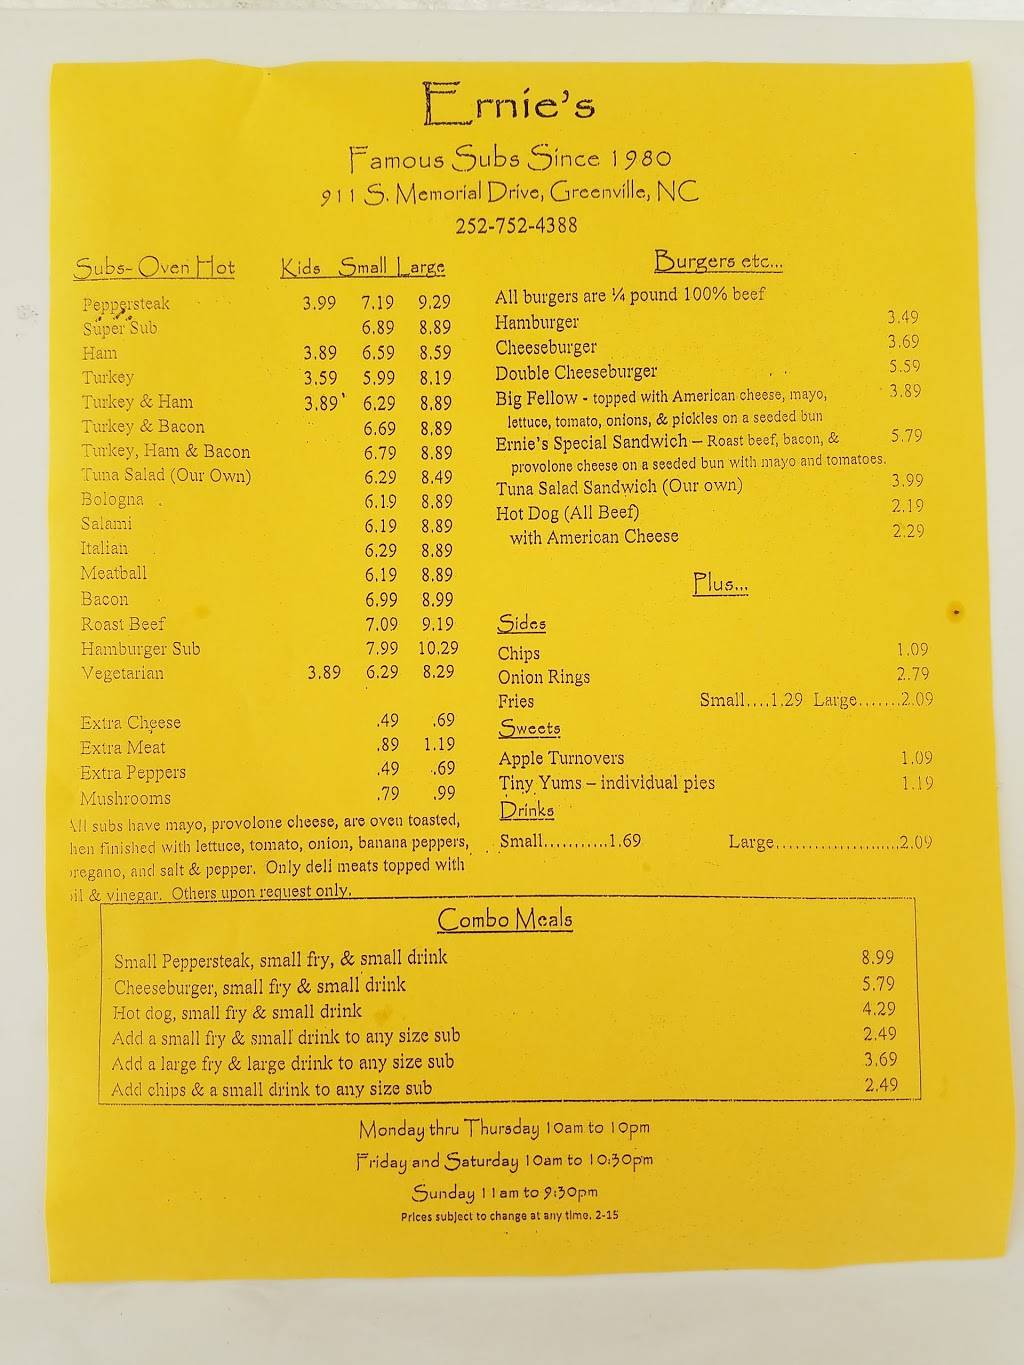 Ernie's
Famous Subs Since 1980
911 S. Memorial Drive, Greenville, NC
252-752-4388
Subs- Oven Hot Kids Small Large
Peppersteak 3.99 7.19 9.29
Super Sub 6.89 8.89
Ham 3.89 6.59 8.59
Turkey 3.59 5.99 8.19
Turkey & Ham 3.89 6.29 8.89
Turkey & Bacon 6.69 8.89
Turkey, Ham & Bacon 6.79 8.89
Tuna Salad (Our Own) 6.29 8.49
Bologna 6.19 8.89
Salami 6.19 8.89
Italian 6.29 8.89
Meatball 6.19 8.89
Bacon 6.99 8.99
Roast Beef 7.09 9.19
Hamburger Sub 7.99 10.29
Vegetarian 3.89 6.29 8.29
Extra Cheese .49 .69
Extra Meat .89 1.19
Extra Peppers .49 .69
Mushrooms .79 .99
All subs have mayo, provolone cheese, are oven toasted,
hen finished with lettuce, tomato, onion, banana peppers,
oregano, and salt & pepper. Only deli meats topped with
oil & vinegar. Others upon request only.
Burgers etc...
All burgers are ¼ pound 100% beef
Hamburger 3.49
Cheeseburger 3.69
Double Cheeseburger 5.59
Big Fellow - topped with American cheese, mayo, 3.89
lettuce, tomato, onions, & pickles on a seeded bun
Ernie's Special Sandwich – Roast beef, bacon, & 5.79
provolone cheese on a seeded bun with mayo and tomatoes.
Tuna Salad Sandwich (Our own) 3.99
Hot Dog (All Beef) 2.19
with American Cheese 2.29
Plus...
Sides
Chips 1.09
Onion Rings 2.79
Fries Small....1.29 Large.......2.09
Sweets
Apple Turnovers 1.09
Tiny Yums – individual pies 1.19
Drinks
Small...........1.69 Large.....................2.09
Combo Meals
Small Peppersteak, small fry, & small drink 8.99
Cheeseburger, small fry & small drink 5.79
Hot dog, small fry & small drink 4.29
Add a small fry & small drink to any size sub 2.49
Add a large fry & large drink to any size sub 3.69
Add chips & a small drink to any size sub 2.49
Monday thru Thursday 10am to 10pm
Friday and Saturday 10am to 10:30pm
Sunday 11am to 9:30pm
Prices subject to change at any time. 2-15